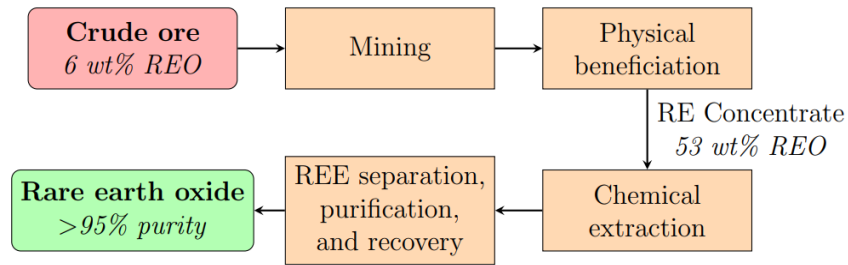 Crude ore
6 wt% REO
Mining
Physical
beneficiation
RE Concentrate
53 wt% REO
Chemical
extraction
REE separation,
purification,
and recovery
Rare earth oxide
>95% purity